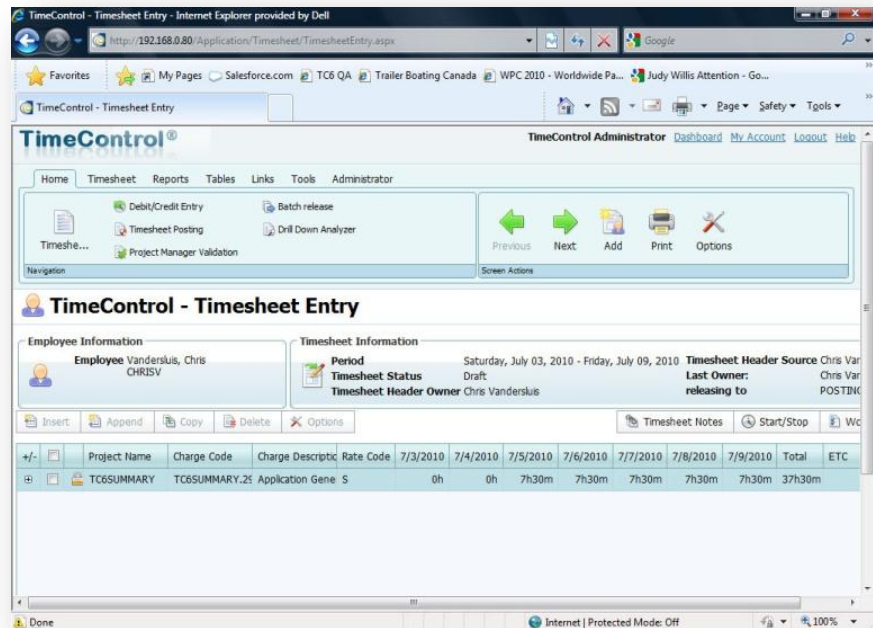 TimeControl - Timesheet Entry - Internet Explorer provided by Dell
http://192.168.0.80/Application/Timesheet/TimesheetEntry.aspx
Google
Favorites My Pages Salesforce.com TC6 QA Trailer Boating Canada WPC 2010 - Worldwide Pa... Judy Willis Attention - Go...
TimeControl - Timesheet Entry
Page Safety Tools
TimeControl®
TimeControl Administrator Dashboard My Account Logout Help
Home Timesheet Reports Tables Links Tools Administrator
Timeshe...
Debit/Credit Entry Batch release
Timesheet Posting Drill Down Analyzer
Project Manager Validation
Previous Next Add Print Options
Navigation Screen Actions
TimeControl - Timesheet Entry
Employee Information Timesheet Information
Employee Vandersluis, Chris
CHRISV
Period Saturday, July 03, 2010 - Friday, July 09, 2010 Timesheet Header Source Chris Var
Timesheet Status Draft Last Owner: Chris Var
Timesheet Header Owner Chris Vandersluis releasing to POSTING
Insert Append Copy Delete Options Timesheet Notes Start/Stop Wo
+/- Project Name Charge Code Charge Descriptic Rate Code 7/3/2010 7/4/2010 7/5/2010 7/6/2010 7/7/2010 7/8/2010 7/9/2010 Total ETC
TC6SUMMARY TC6SUMMARY.29 Application Gene S 0h 0h 7h30m 7h30m 7h30m 7h30m 7h30m 37h30m
Done Internet | Protected Mode: Off 100%